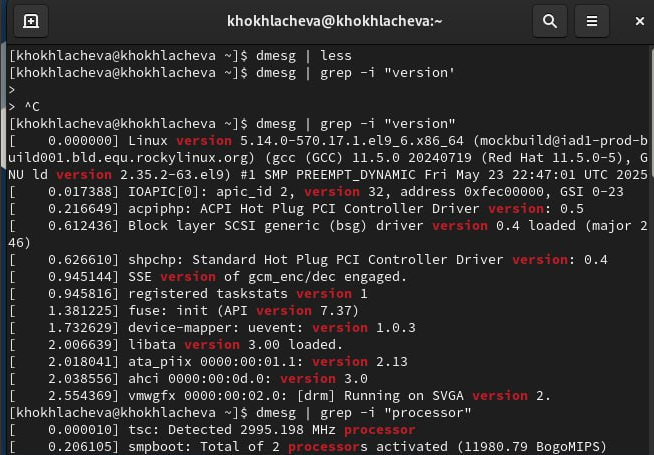 khokhlacheva@khokhlacheva:~
[khokhlacheva@khokhlacheva ~]$ dmesg | less
[khokhlacheva@khokhlacheva ~]$ dmesg | grep -i "version'
>
> ^C
[khokhlacheva@khokhlacheva ~]$ dmesg | grep -i "version"
[    0.000000] Linux version 5.14.0-570.17.1.el9_6.x86_64 (mockbuild@iad1-prod-b
uild001.bld.equ.rockylinux.org) (gcc (GCC) 11.5.0 20240719 (Red Hat 11.5.0-5), G
NU ld version 2.35.2-63.el9) #1 SMP PREEMPT_DYNAMIC Fri May 23 22:47:01 UTC 2025
[    0.017388] IOAPIC[0]: apic_id 2, version 32, address 0xfec00000, GSI 0-23
[    0.216649] acpiphp: ACPI Hot Plug PCI Controller Driver version: 0.5
[    0.612436] Block layer SCSI generic (bsg) driver version 0.4 loaded (major 2
46)
[    0.626610] shpchp: Standard Hot Plug PCI Controller Driver version: 0.4
[    0.945144] SSE version of gcm_enc/dec engaged.
[    0.945816] registered taskstats version 1
[    1.381225] fuse: init (API version 7.37)
[    1.732629] device-mapper: uevent: version 1.0.3
[    2.006639] libata version 3.00 loaded.
[    2.018041] ata_piix 0000:00:01.1: version 2.13
[    2.038556] ahci 0000:00:0d.0: version 3.0
[    2.554369] vmwgfx 0000:00:02.0: [drm] Running on SVGA version 2.
[khokhlacheva@khokhlacheva ~]$ dmesg | grep -i "processor"
[    0.000010] tsc: Detected 2995.198 MHz processor
[    0.206105] smpboot: Total of 2 processors activated (11980.79 BogoMIPS)